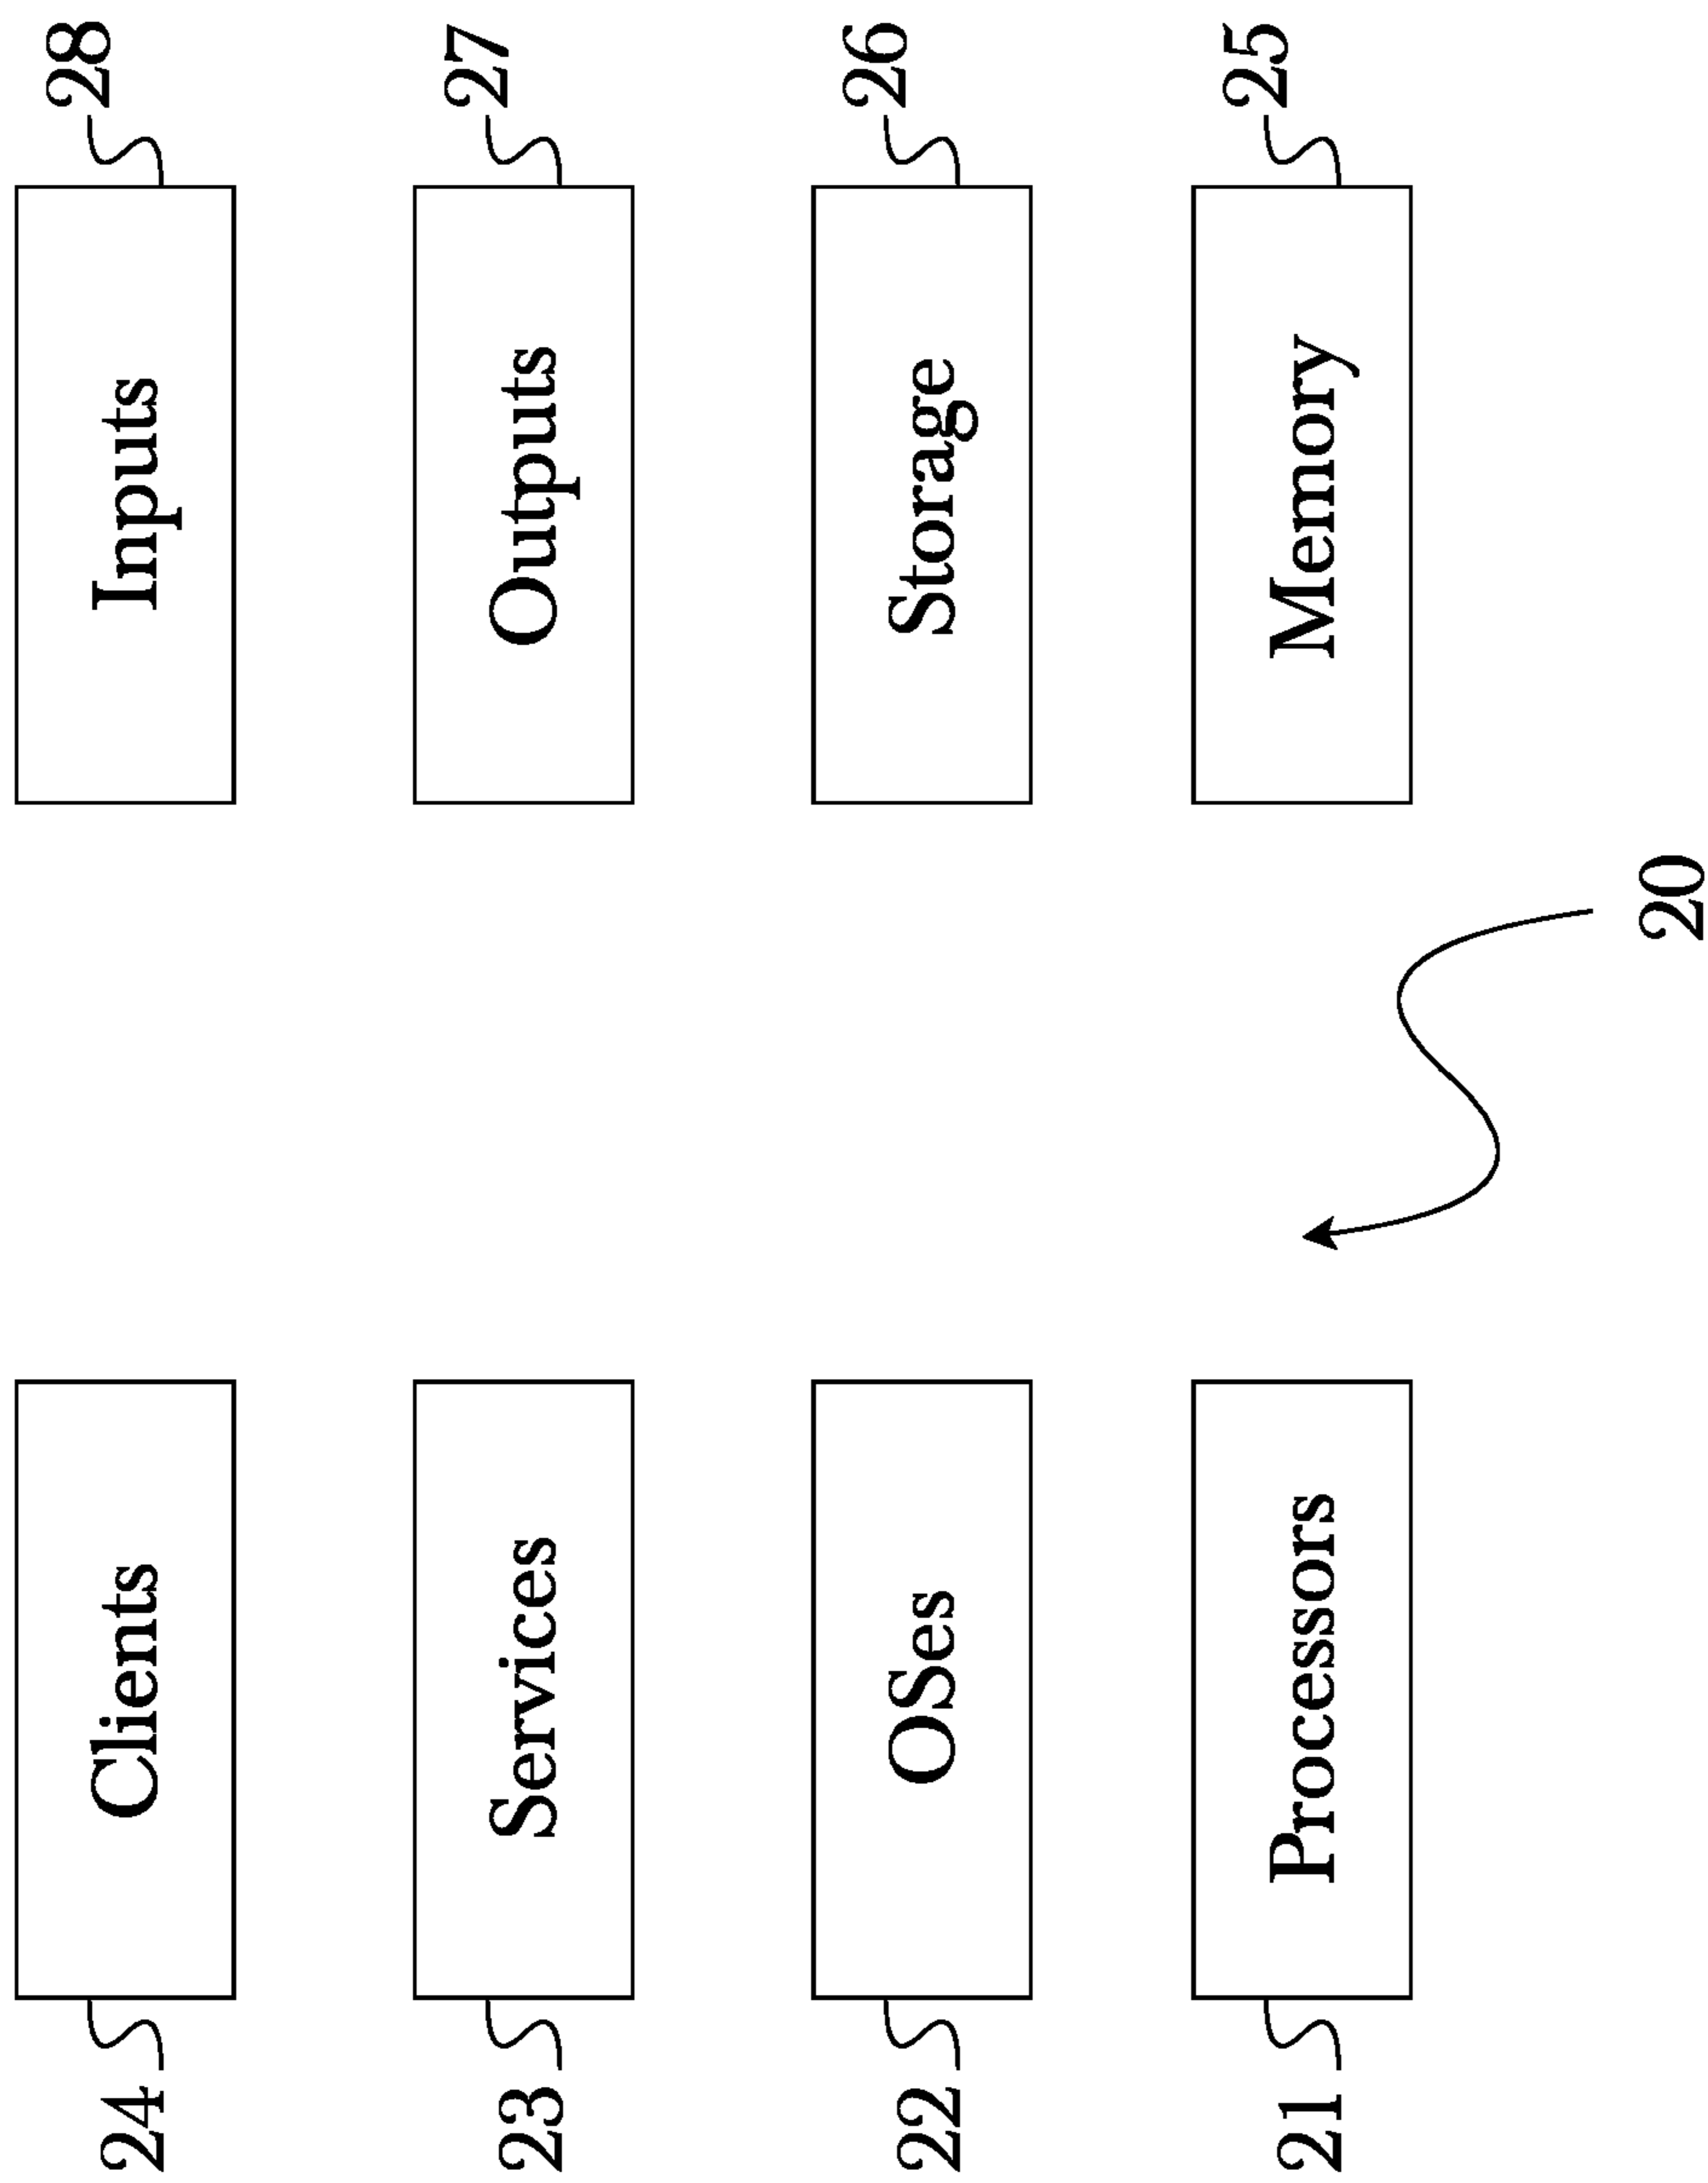 24 Clients Inputs 28
23 Services Outputs 27
22 OSes Storage 26
21 Processors Memory 25
20